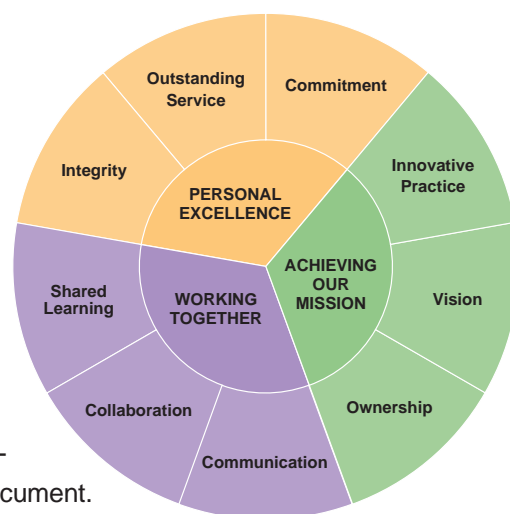 Outstanding
Service
Commitment
Integrity
Innovative
Practice
PERSONAL
EXCELLENCE
ACHIEVING
OUR
MISSION
Shared
Learning
WORKING
TOGETHER
Vision
Collaboration
Ownership
Communication
-
cument.